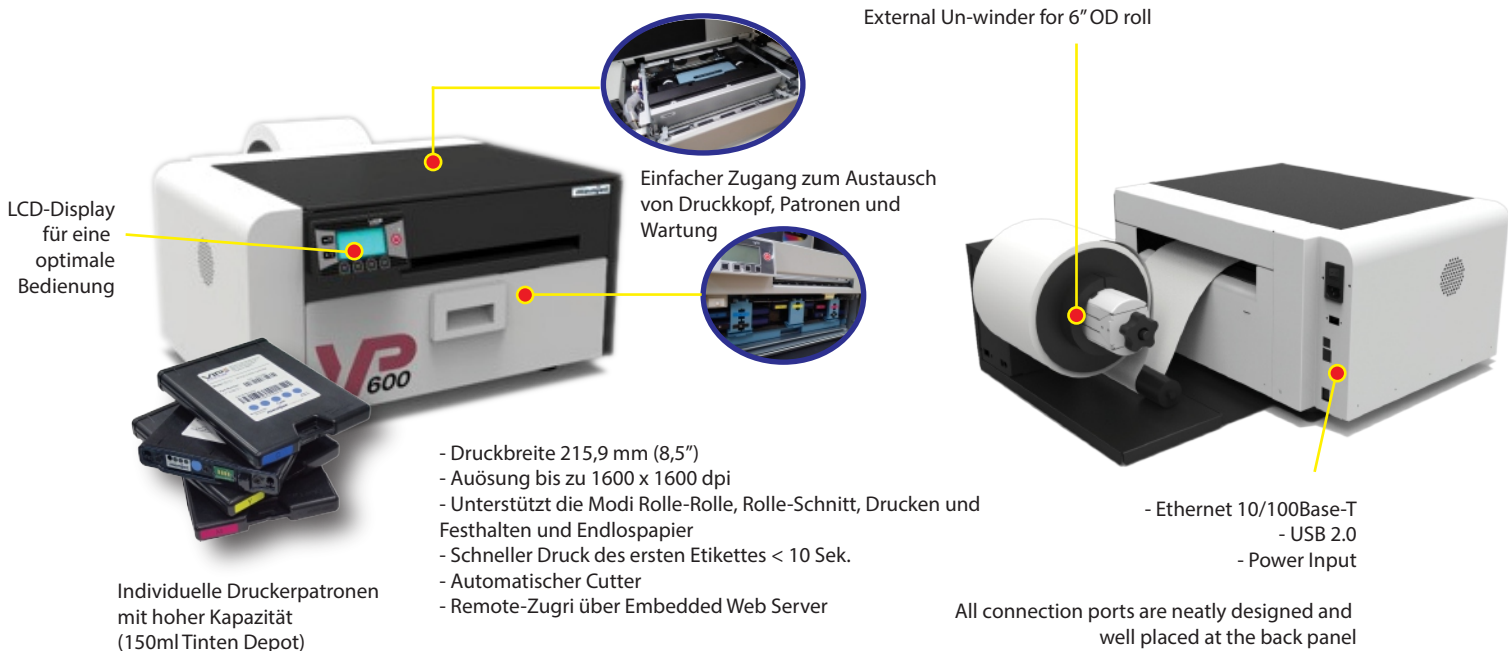 External Un-winder for 6” OD roll
LCD-Display
für eine
optimale
Bedienung
Einfacher Zugang zum Austausch
von Druckkopf, Patronen und
Wartung
VP
600
VIP
- Druckbreite 215,9 mm (8,5”)
- Auösung bis zu 1600 x 1600 dpi
- Unterstützt die Modi Rolle-Rolle, Rolle-Schnitt, Drucken und
Festhalten und Endlospapier
- Schneller Druck des ersten Etikettes < 10 Sek.
- Automatischer Cutter
- Remote-Zugri über Embedded Web Server
Individuelle Druckerpatronen
mit hoher Kapazität
(150ml Tinten Depot)
- Ethernet 10/100Base-T
- USB 2.0
- Power Input
All connection ports are neatly designed and
well placed at the back panel